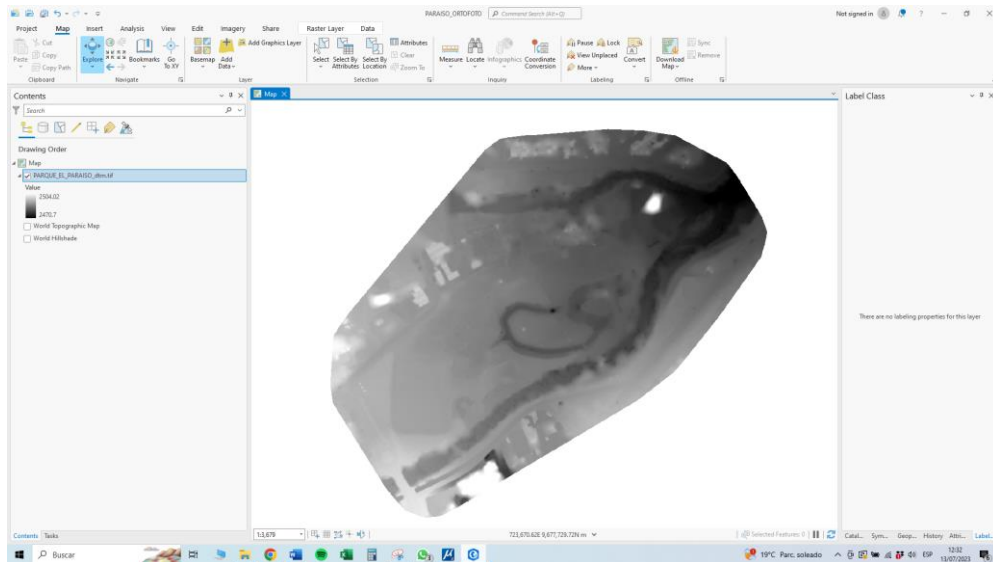 PARAISO_ORTOFOTO
Command Search (Alt+Q)
Not signed in
?
Project Map Insert Analysis View Edit Imagery Share Raster Layer Data
Cut
Copy
Copy Path
Paste
Clipboard
Explore
Bookmarks
Go To XY
Navigate
Basemap
Add Data
Add Graphics Layer
Layer
Select
Select By Attributes
Select By Location
Attributes
Clear
Zoom To
Selection
Measure
Locate
Infographics
Coordinate Conversion
Inquiry
Pause
Lock
View Unplaced
More
Convert
Labeling
Download Map
Sync
Remove
Offline
Contents
Search
Drawing Order
Map
PARQUE_EL_PARAISO_dtm.tif
Value
2504.02
2470.7
World Topographic Map
World Hillshade
Contents Tasks
Map
1:3,679
723,670.62E 9,677,728.72N m
Selected Features: 0
Label Class
There are no labeling properties for this layer
Catal... Sym... Geop... History Attri... Label...
Buscar
19°C Parc. soleado
ESP
12:32
13/07/2023